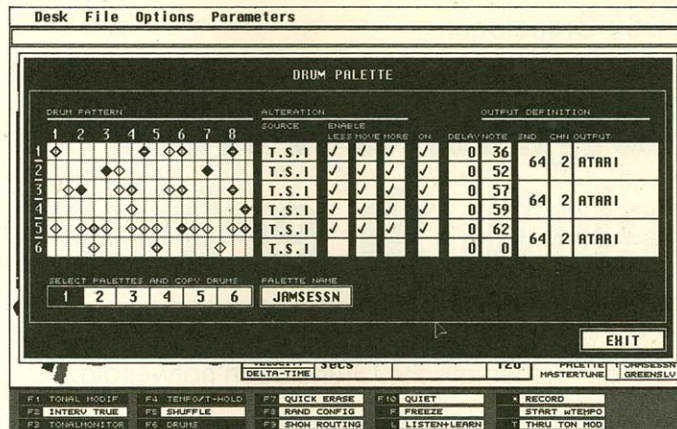 Desk File Options Parameters
DRUM PALETTE
DRUM PATTERN ALTERATION OUTPUT DEFINITION
SOURCE ENABLE
1 2 3 4 5 6 7 8 LESS MOVE MORE ON DELAY NOTE SND CHN OUTPUT
1 T.S.I ✓ ✓ ✓ ✓ 0 36
64 2 ATARI
2 T.S.I ✓ ✓ ✓ ✓ 0 52
3 T.S.I ✓ ✓ ✓ ✓ 0 57
64 2 ATARI
4 T.S.I ✓ ✓ ✓ ✓ 0 59
5 T.S.I ✓ ✓ ✓ ✓ 0 62
64 2 ATARI
6 T.S.I 0 0
SELECT PALETTES AND COPY DRUMS PALETTE NAME
1 2 3 4 5 6 JAMSESSN
EXIT
VELOCITY secs 120 PALETTE 1 JAMSESSN
DELTA-TIME MASTERTUNE GREENSLV
F1 TONAL MODIF F4 TEMPO/T-HOLD F7 QUICK ERASE F10 QUIET * RECORD
F2 INTERV TRUE F5 SHUFFLE F8 RAND CONFIG F FREEZE START wTEMPO
F3 TONALMONITOR F6 DRUMS F9 SHOW ROUTING L LISTEN+LEARN T THRU TON MOD